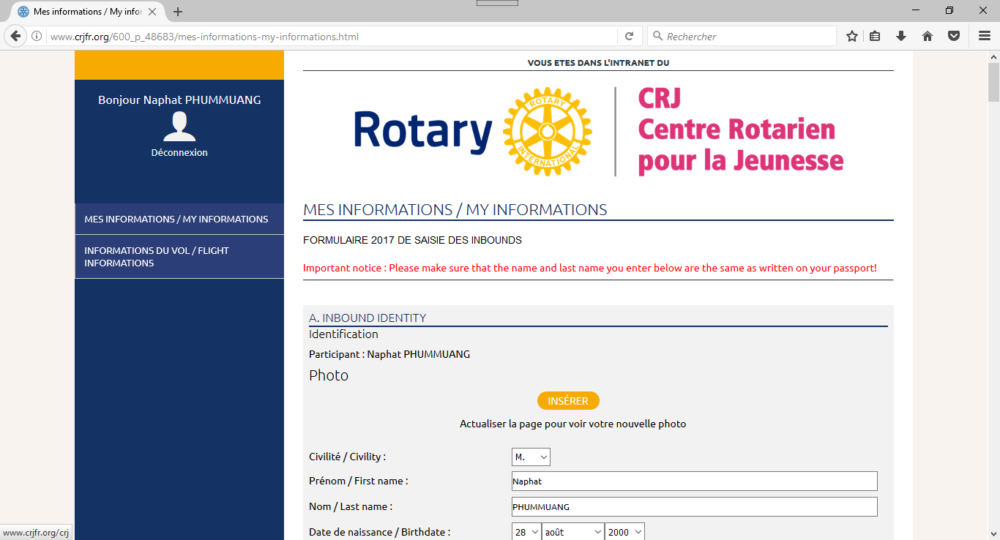 Mes informations / My infor
www.crjfr.org/600_p_48683/mes-informations-my-informations.html
Rechercher
Bonjour Naphat PHUMMUANG
Déconnexion
MES INFORMATIONS / MY INFORMATIONS
INFORMATIONS DU VOL / FLIGHT
INFORMATIONS
VOUS ETES DANS L'INTRANET DU
Rotary
ROTARY
INTERNATIONAL
CRJ
Centre Rotarien
pour la Jeunesse
MES INFORMATIONS / MY INFORMATIONS
FORMULAIRE 2017 DE SAISIE DES INBOUNDS
Important notice : Please make sure that the name and last name you enter below are the same as written on your passport!
A. INBOUND IDENTITY
Identification
Participant : Naphat PHUMMUANG
Photo
INSÉRER
Actualiser la page pour voir votre nouvelle photo
Civilité / Civility : M.
Prénom / First name : Naphat
Nom / Last name : PHUMMUANG
Date de naissance / Birthdate : 28 août 2000
www.crjfr.org/crj